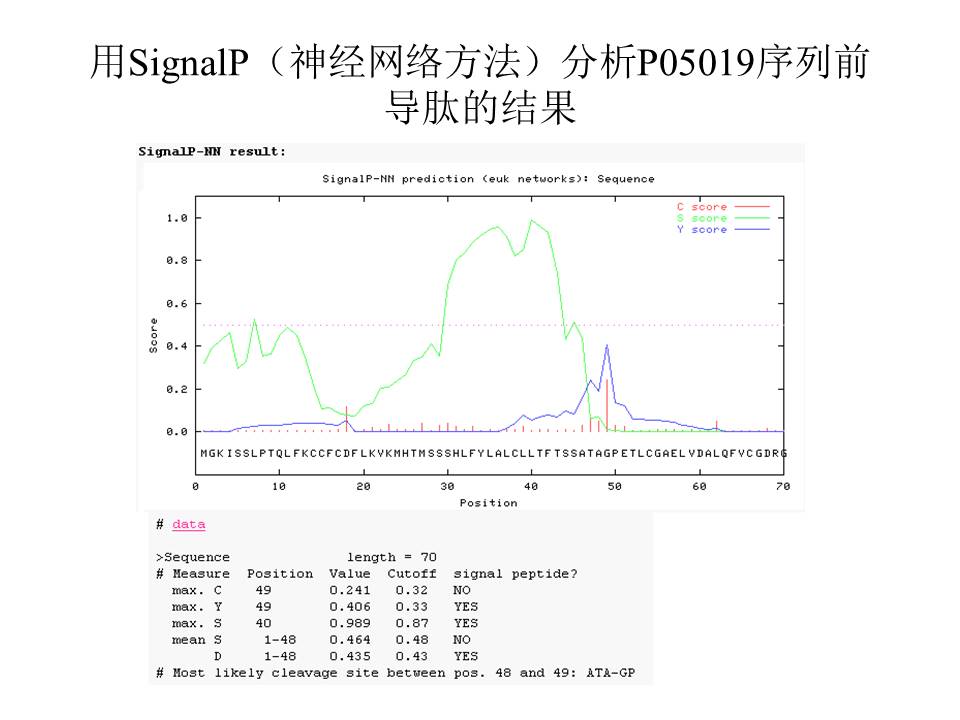 用SignalP（神经网络方法）分析P05019序列前
导肽的结果
SignalP-NN result:
SignalP-NN prediction (euk networks): Sequence
C score
S score
Y score
1.0
0.8
0.6
0.4
0.2
0.0
Score
MGKISSLPTQLFKCCFCDFLKVKMHTMSSSHLFYLALCLLTFTSSATAGPETLCGAELVDALQFVCGDRG
0 10 20 30 40 50 60 70
Position
# data
>Sequence length = 70
# Measure Position Value Cutoff signal peptide?
max. C 49 0.241 0.32 NO
max. Y 49 0.406 0.33 YES
max. S 40 0.989 0.87 YES
mean S 1-48 0.464 0.48 NO
D 1-48 0.435 0.43 YES
# Most likely cleavage site between pos. 48 and 49: ATA-GP